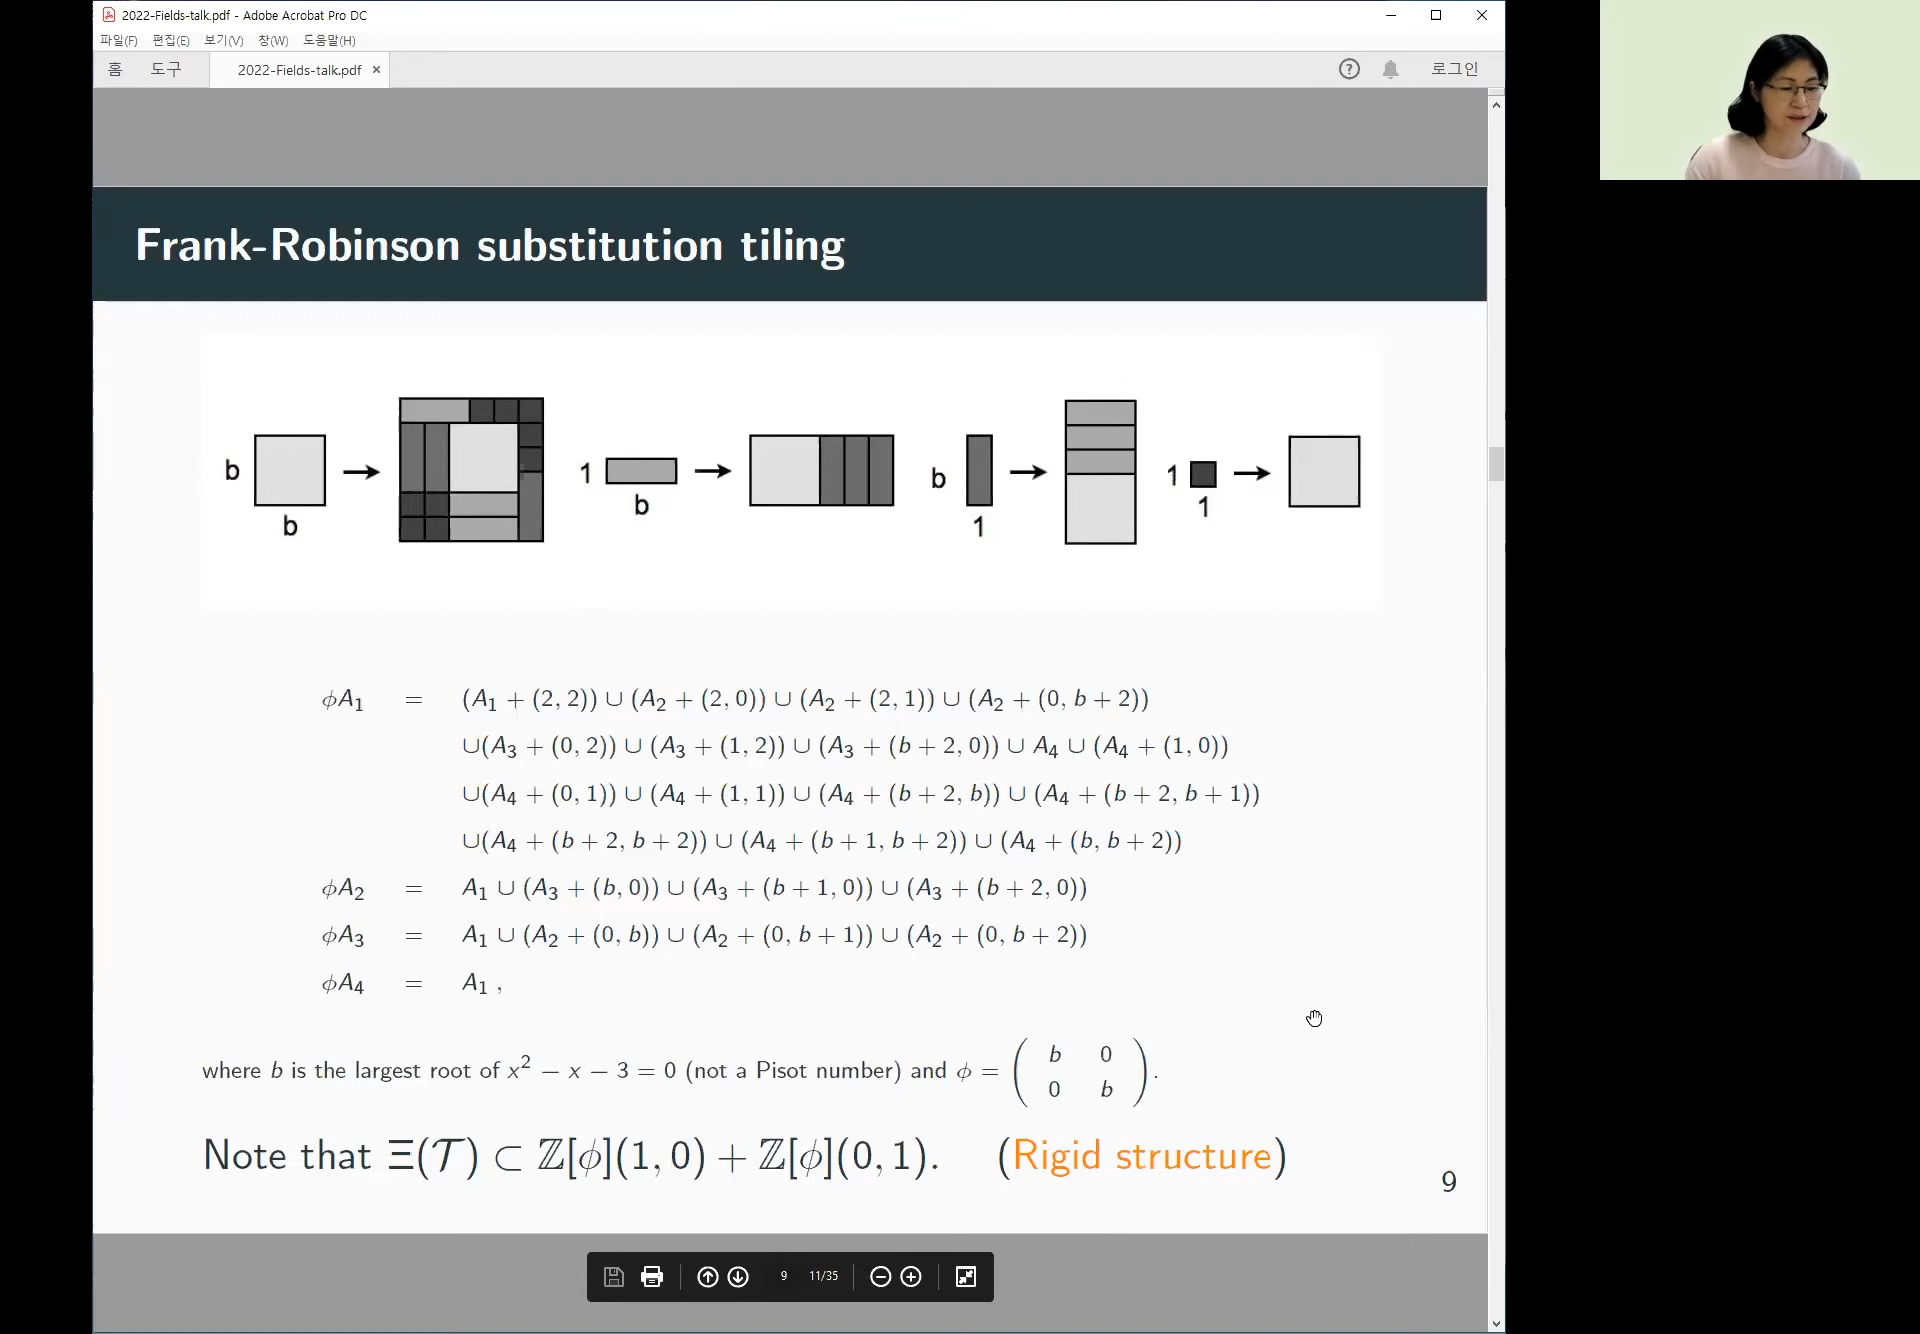 2022-Fields-talk.pdf - Adobe Acrobat Pro DC
파일(F) 편집(E) 보기(V) 창(W) 도움말(H)
홈 도구 2022-Fields-talk.pdf × 로그인
Frank-Robinson substitution tiling
b
b
1
b
b
1
1
1
ϕA₁ = (A₁ + (2, 2)) ∪ (A₂ + (2, 0)) ∪ (A₂ + (2, 1)) ∪ (A₂ + (0, b + 2))
∪(A₃ + (0, 2)) ∪ (A₃ + (1, 2)) ∪ (A₃ + (b + 2, 0)) ∪ A₄ ∪ (A₄ + (1, 0))
∪(A₄ + (0, 1)) ∪ (A₄ + (1, 1)) ∪ (A₄ + (b + 2, b)) ∪ (A₄ + (b + 2, b + 1))
∪(A₄ + (b + 2, b + 2)) ∪ (A₄ + (b + 1, b + 2)) ∪ (A₄ + (b, b + 2))
ϕA₂ = A₁ ∪ (A₃ + (b, 0)) ∪ (A₃ + (b + 1, 0)) ∪ (A₃ + (b + 2, 0))
ϕA₃ = A₁ ∪ (A₂ + (0, b)) ∪ (A₂ + (0, b + 1)) ∪ (A₂ + (0, b + 2))
ϕA₄ = A₁ ,
where b is the largest root of x² − x − 3 = 0 (not a Pisot number) and ϕ = ( b 0
0 b ) .
Note that Ξ(𝒯) ⊂ ℤ[ϕ](1, 0) + ℤ[ϕ](0, 1). (Rigid structure)
9
9 11/35